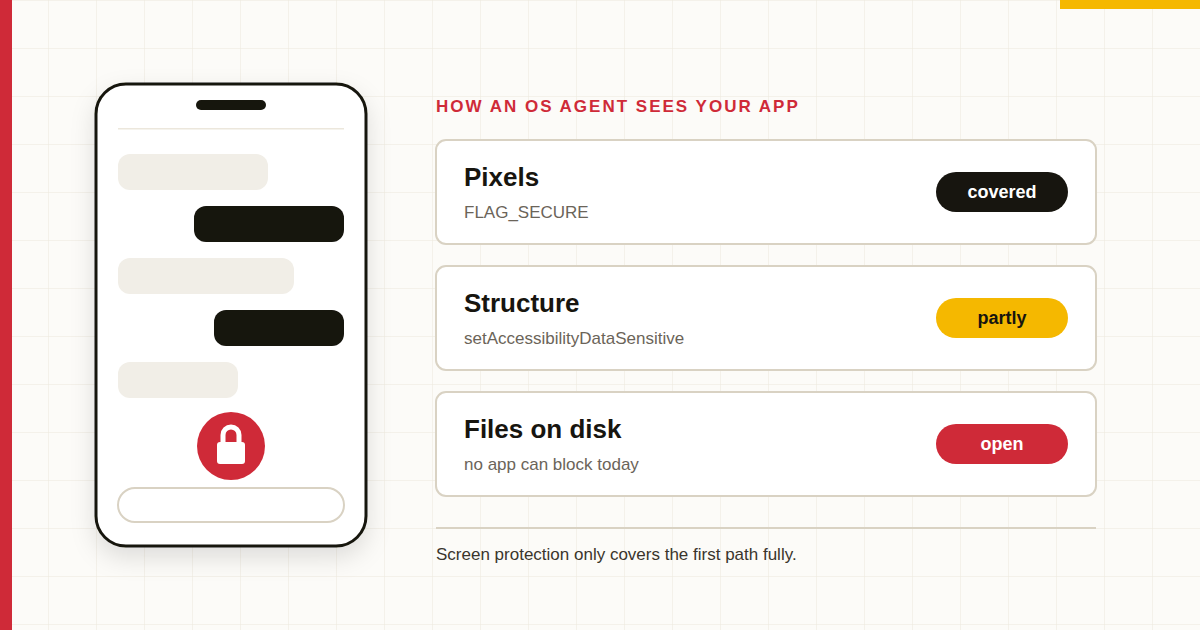 HOW AN OS AGENT SEES YOUR APP
Pixels
FLAG_SECURE
covered
Structure
setAccessibilityDataSensitive
partly
Files on disk
no app can block today
open
Screen protection only covers the first path fully.